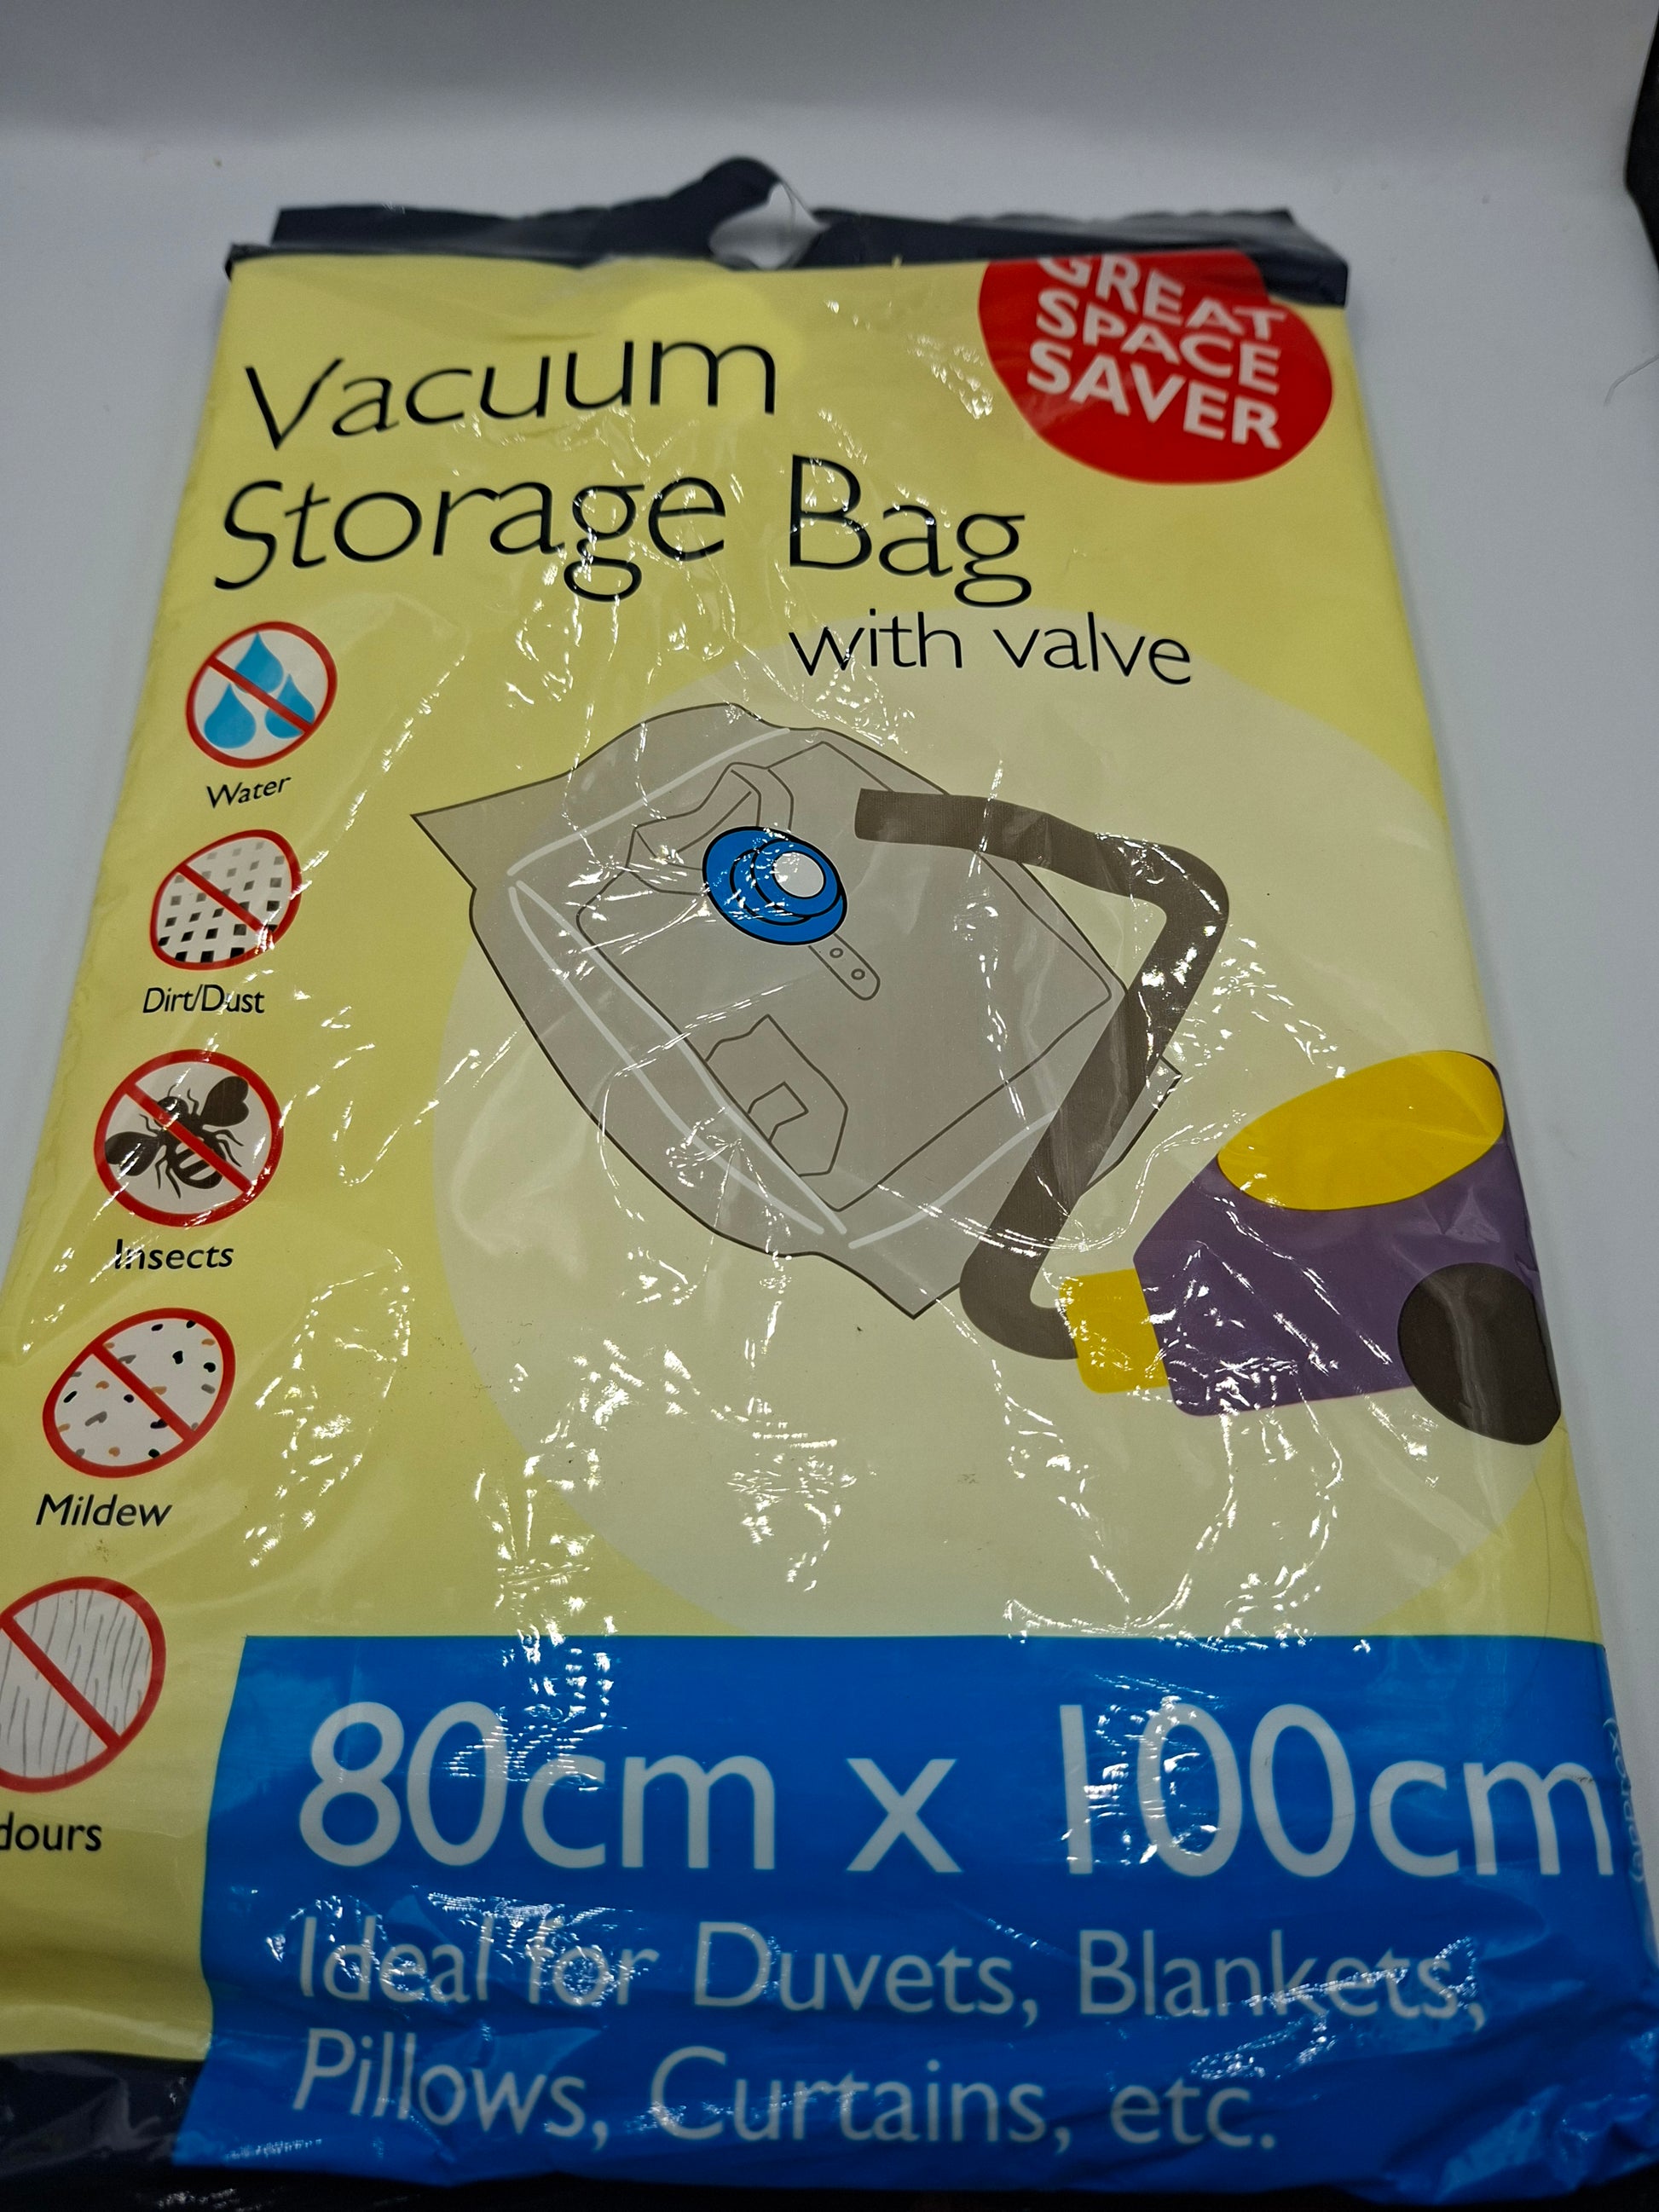 GREAT
SPACE
SAVER
Vacuum
Storage Bag
with valve
Water
Dirt/Dust
Insects
Mildew
dours
80cm x 100cm
(approx)
Ideal for Duvets, Blankets,
Pillows, Curtains, etc.